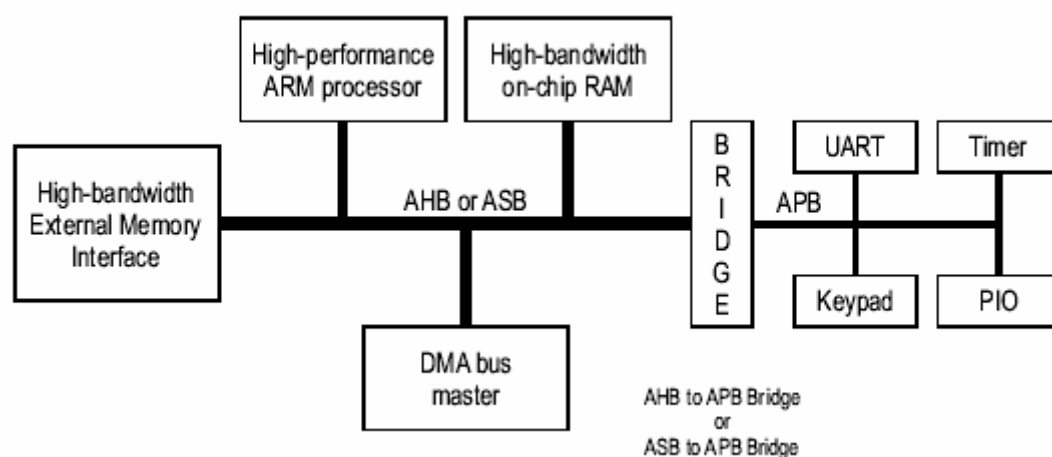 High-performance
ARM processor
High-bandwidth
on-chip RAM
High-bandwidth
External Memory
Interface
AHB or ASB
B
R
I
D
G
E
APB
UART
Timer
Keypad
PIO
DMA bus
master
AHB to APB Bridge
or
ASB to APB Bridge